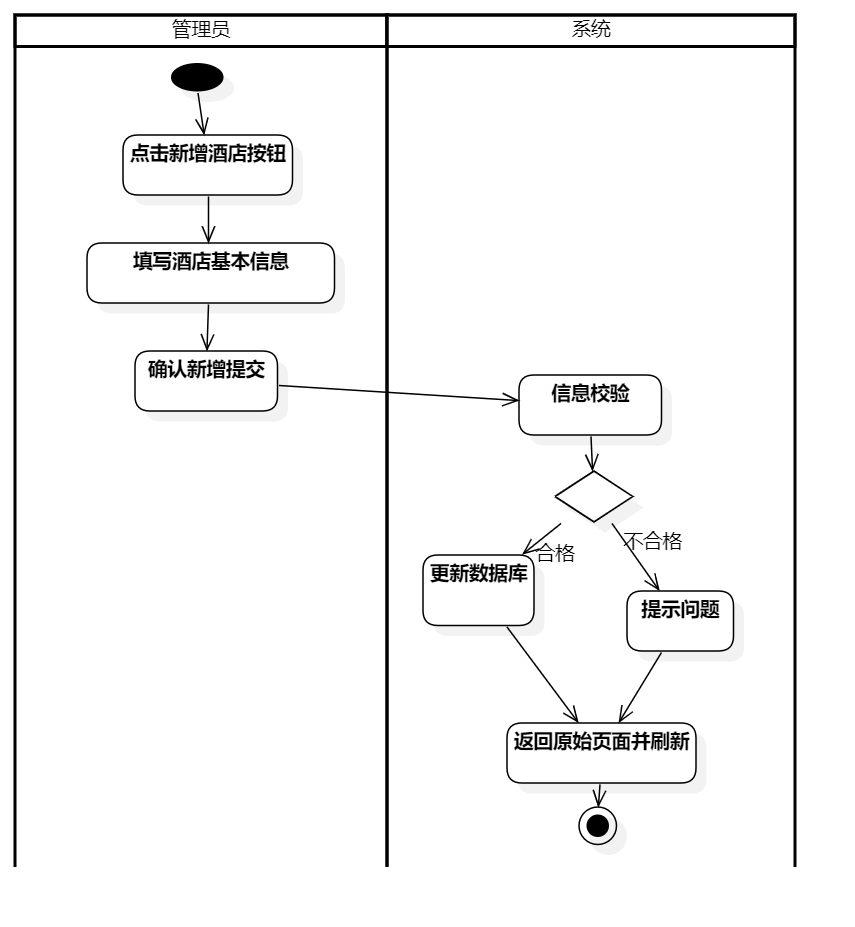 管理员
系统
点击新增酒店按钮
填写酒店基本信息
确认新增提交
信息校验
合格
不合格
更新数据库
提示问题
返回原始页面并刷新